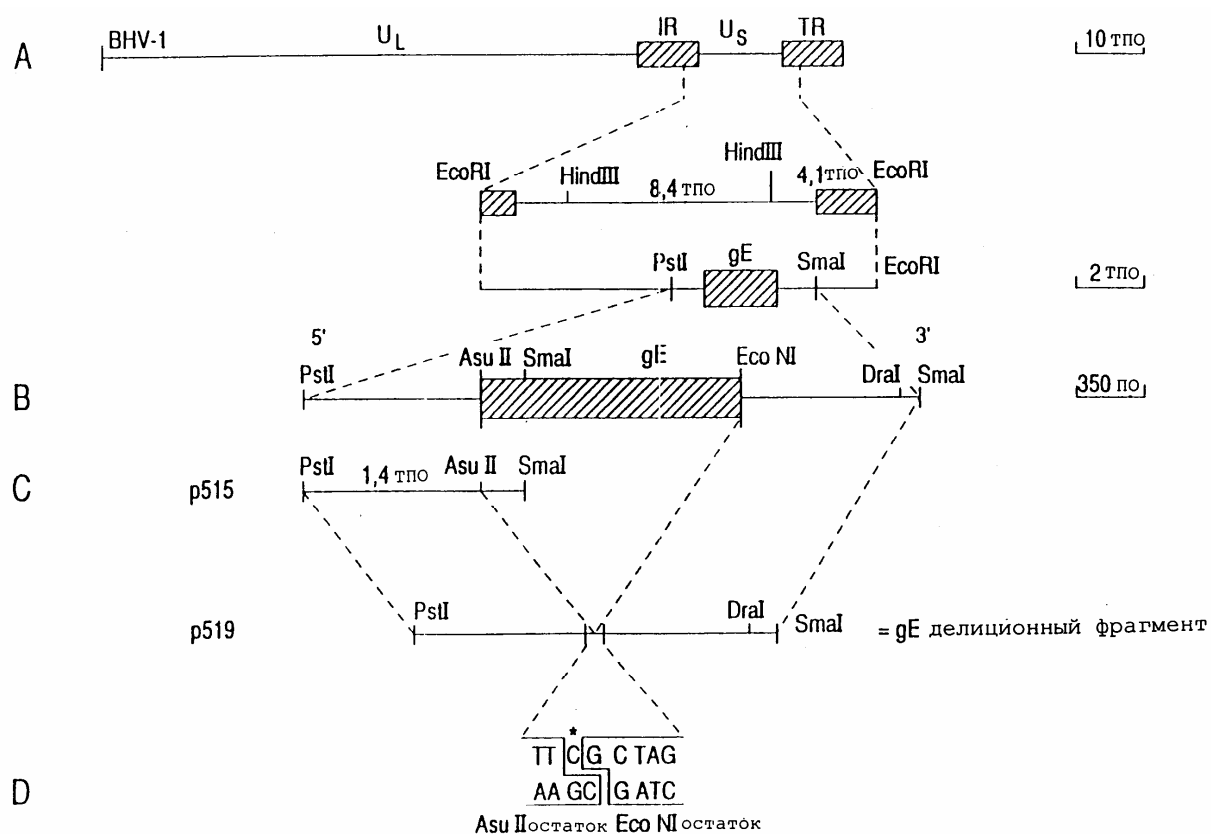 A
BHV-1
U_L
IR
U_S
TR
10 тпо
EcoRI
HindIII
8,4 тпо
HindIII
4,1 тпо
EcoRI
PstI
gE
SmaI
EcoRI
2 тпо
B
5'
PstI
Asu II
SmaI
gE
Eco NI
DraI
3'
SmaI
350 по
C
p515
PstI
1,4 тпо
Asu II
SmaI
p519
PstI
DraI
SmaI
= gE делиционный фрагмент
D
*
TT C G C TAG
AA GC G ATC
Asu II остаток Eco NI остаток